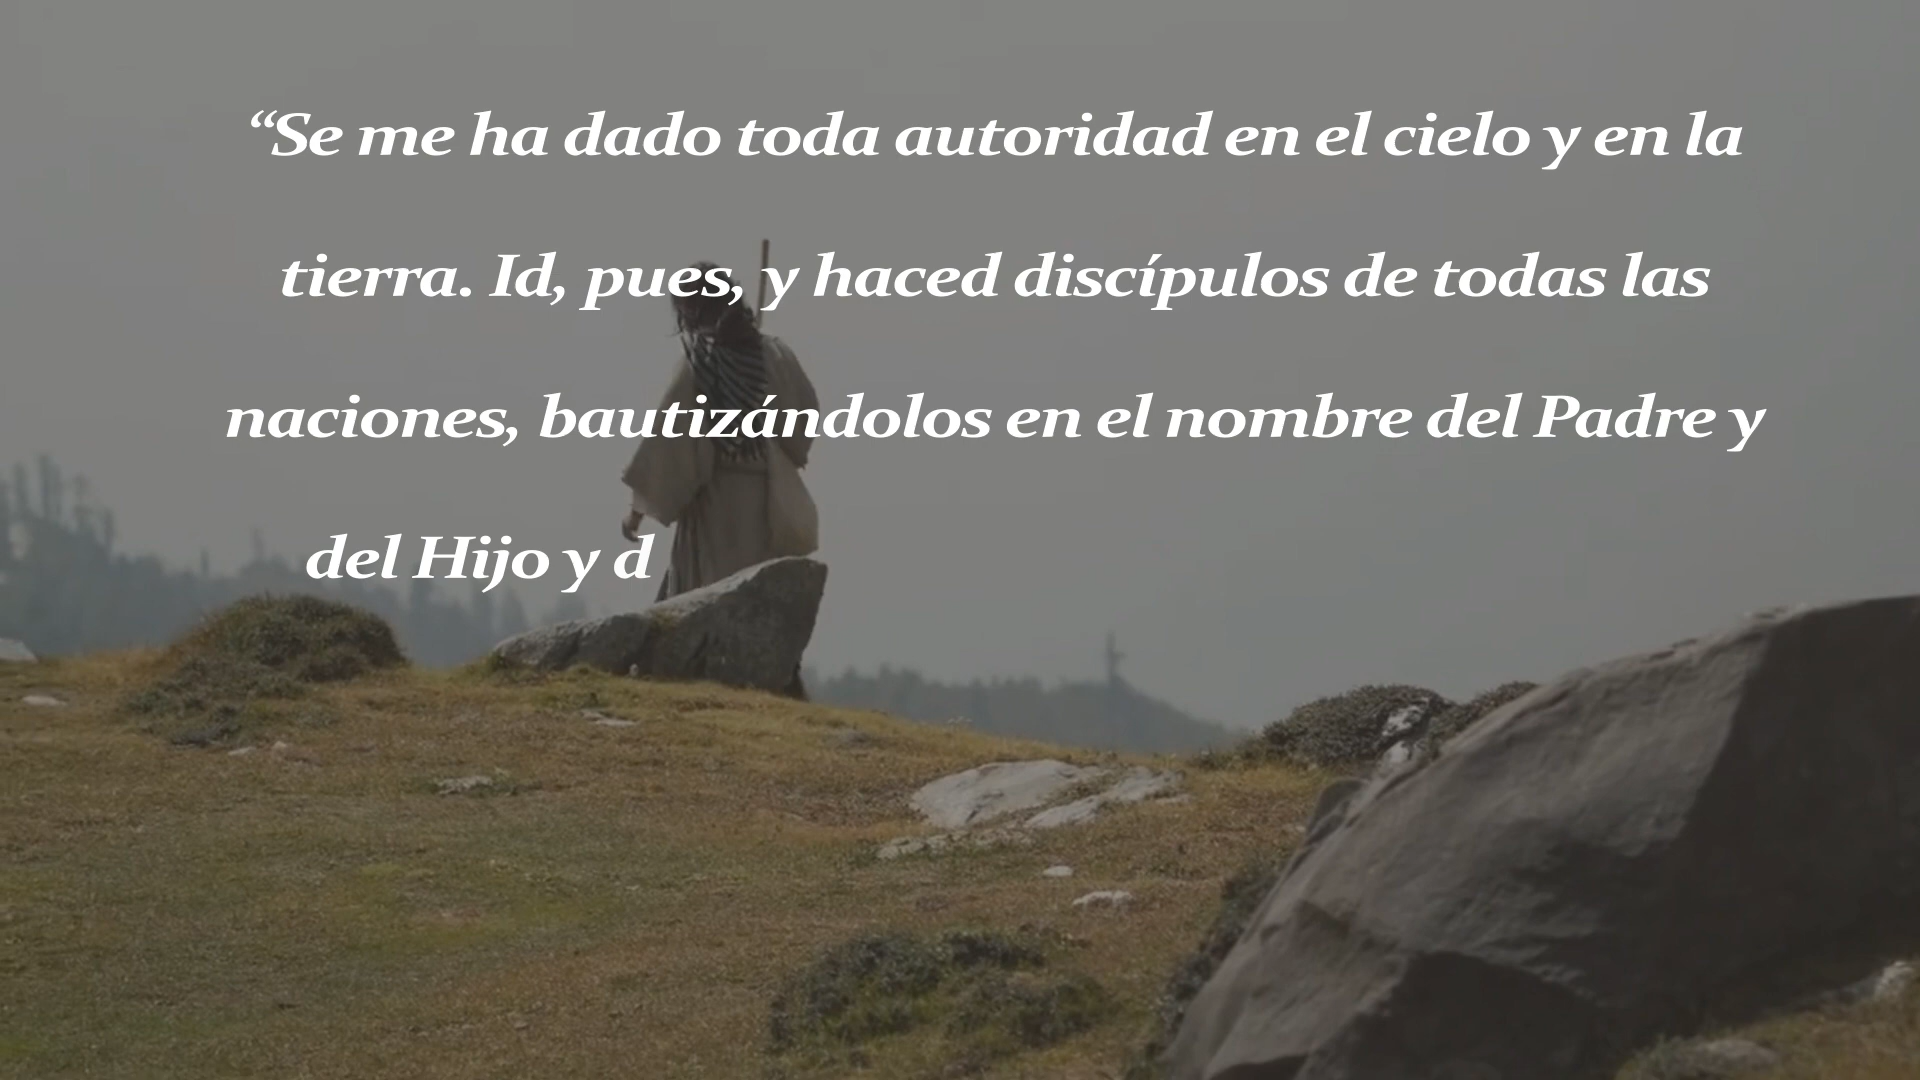 “Se me ha dado toda autoridad en el cielo y en la
tierra. Id, pues, y haced discípulos de todas las
naciones, bautizándolos en el nombre del Padre y
del Hijo y d